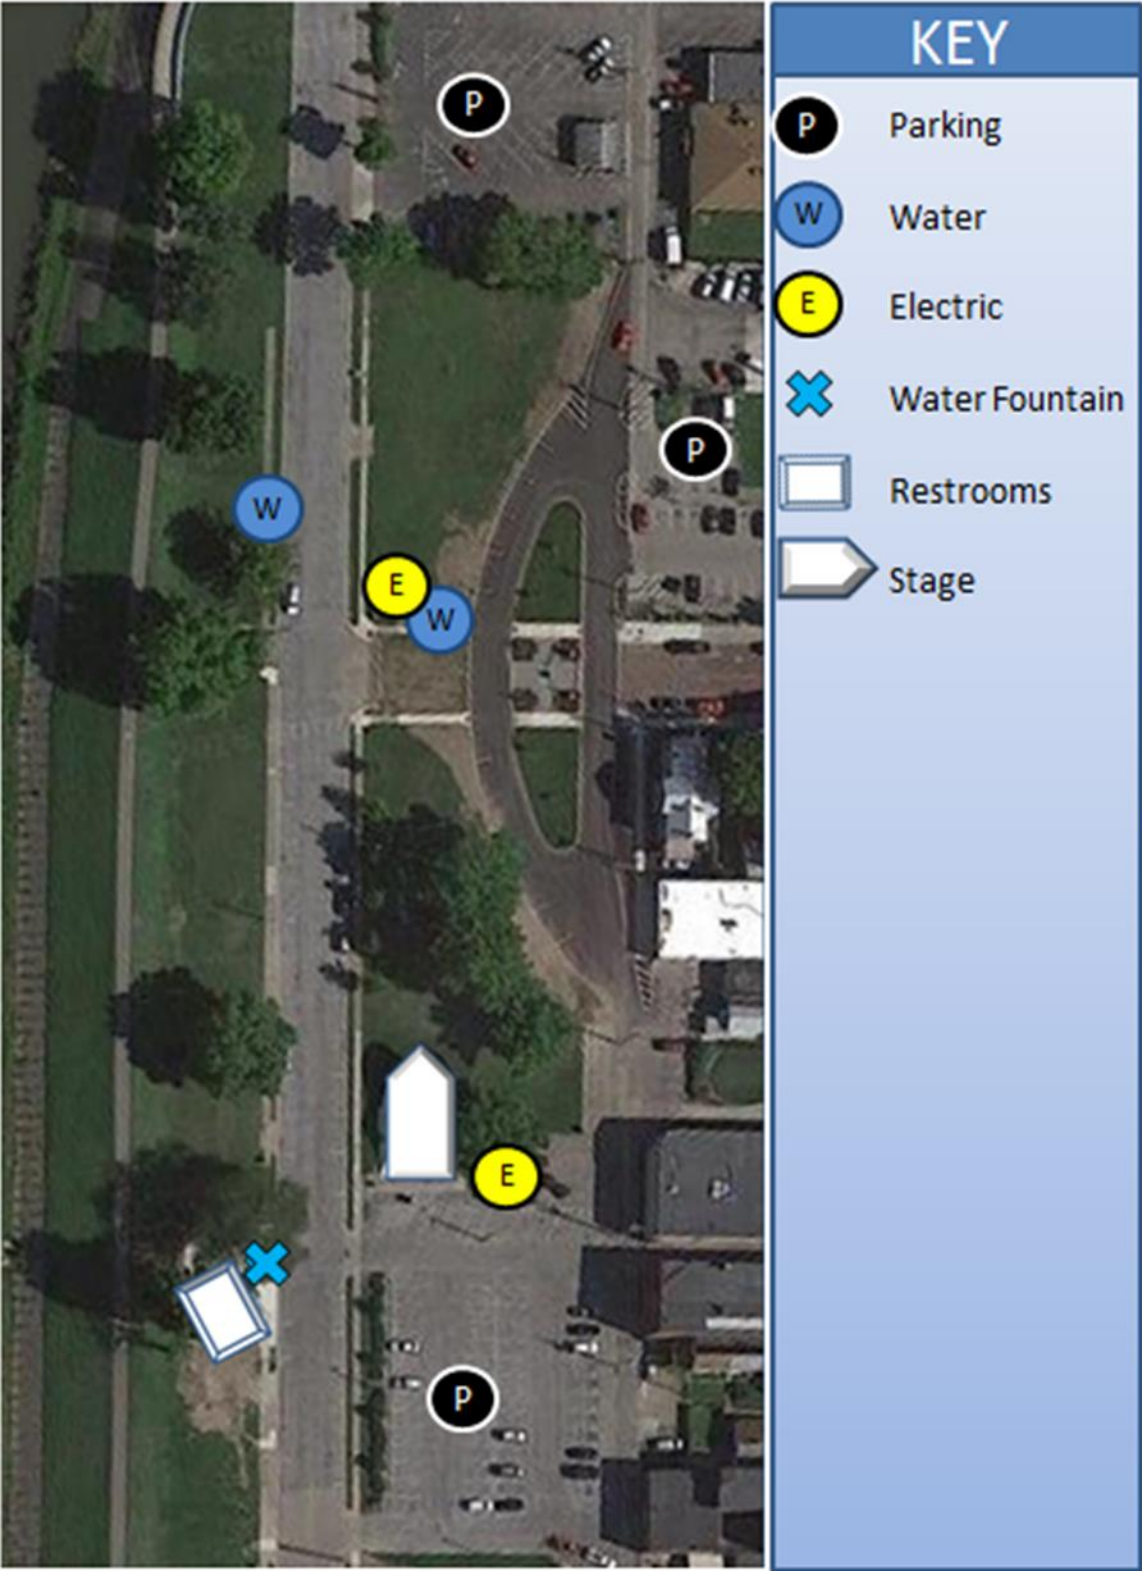 KEY
P Parking
W Water
E Electric
Water Fountain
Restrooms
Stage
P
P
W
E
W
E
P